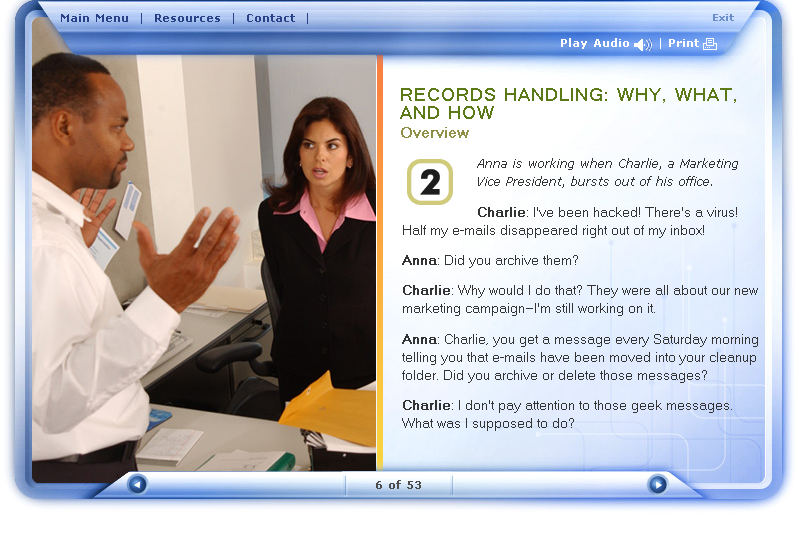 Main Menu | Resources | Contact |
Exit
Play Audio | Print
RECORDS HANDLING: WHY, WHAT,
AND HOW
Overview
2
Anna is working when Charlie, a Marketing
Vice President, bursts out of his office.
Charlie: I've been hacked! There's a virus!
Half my e-mails disappeared right out of my inbox!
Anna: Did you archive them?
Charlie: Why would I do that? They were all about our new
marketing campaign–I'm still working on it.
Anna: Charlie, you get a message every Saturday morning
telling you that e-mails have been moved into your cleanup
folder. Did you archive or delete those messages?
Charlie: I don't pay attention to those geek messages.
What was I supposed to do?
6 of 53